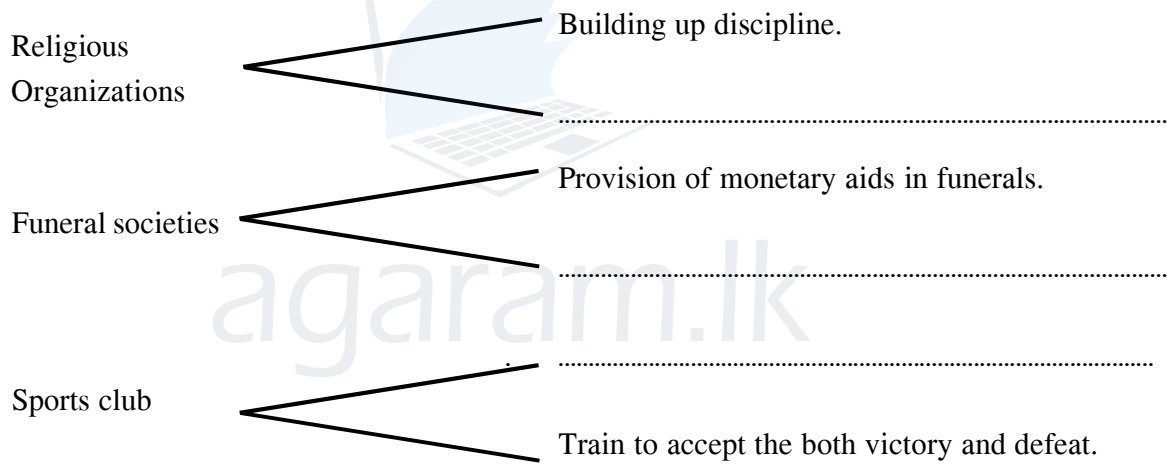 Building up discipline.
Religious
Organizations
................................................................................
Provision of monetary aids in funerals.
Funeral societies
................................................................................
agaram.lk
. ..............................................................................
Sports club
Train to accept the both victory and defeat.